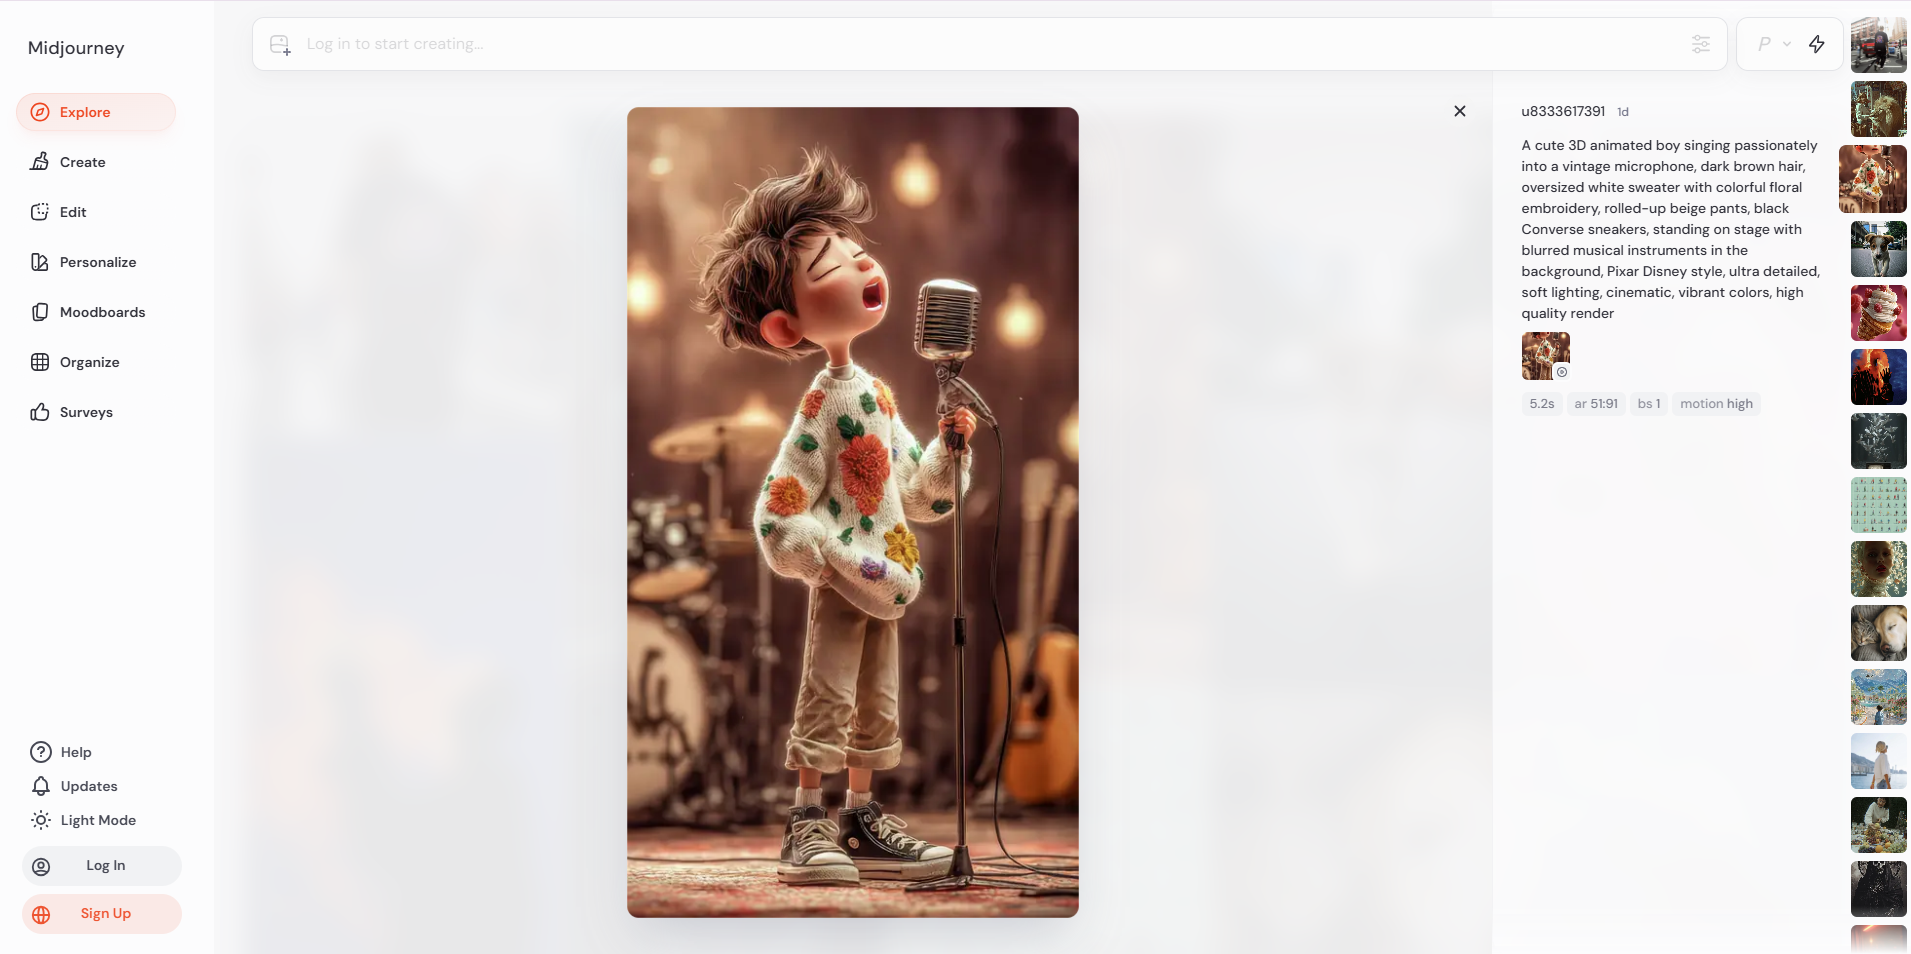 Midjourney
Explore
Create
Edit
Personalize
Moodboards
Organize
Surveys
Help
Updates
Light Mode
Log In
Sign Up
Log in to start creating...
P
u8333617391 1d
A cute 3D animated boy singing passionately
into a vintage microphone, dark brown hair,
oversized white sweater with colorful floral
embroidery, rolled-up beige pants, black
Converse sneakers, standing on stage with
blurred musical instruments in the
background, Pixar Disney style, ultra detailed,
soft lighting, cinematic, vibrant colors, high
quality render
5.2s ar 51:91 bs 1 motion high